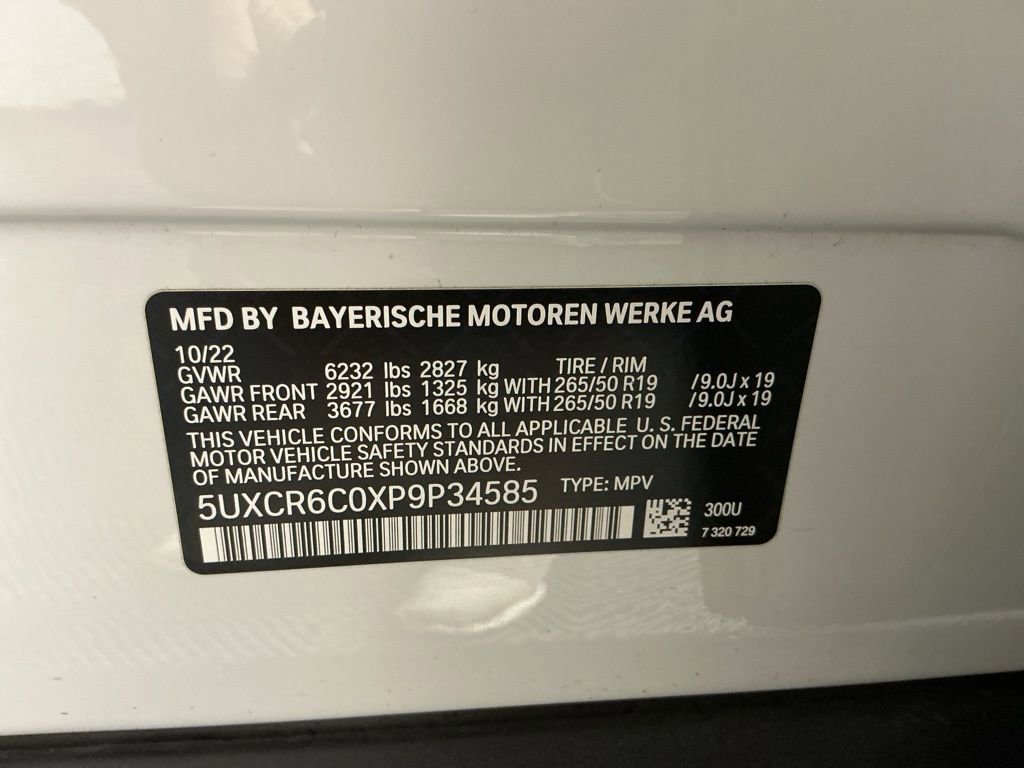 MFD BY BAYERISCHE MOTOREN WERKE AG
10/22
GVWR 6232 lbs 2827 kg TIRE / RIM
GAWR FRONT 2921 lbs 1325 kg WITH 265/50 R19 /9.0J x 19
GAWR REAR 3677 lbs 1668 kg WITH 265/50 R19 /9.0J x 19
THIS VEHICLE CONFORMS TO ALL APPLICABLE U. S. FEDERAL
MOTOR VEHICLE SAFETY STANDARDS IN EFFECT ON THE DATE
OF MANUFACTURE SHOWN ABOVE.
5UXCR6C0XP9P34585 TYPE: MPV
300U
7 320 729